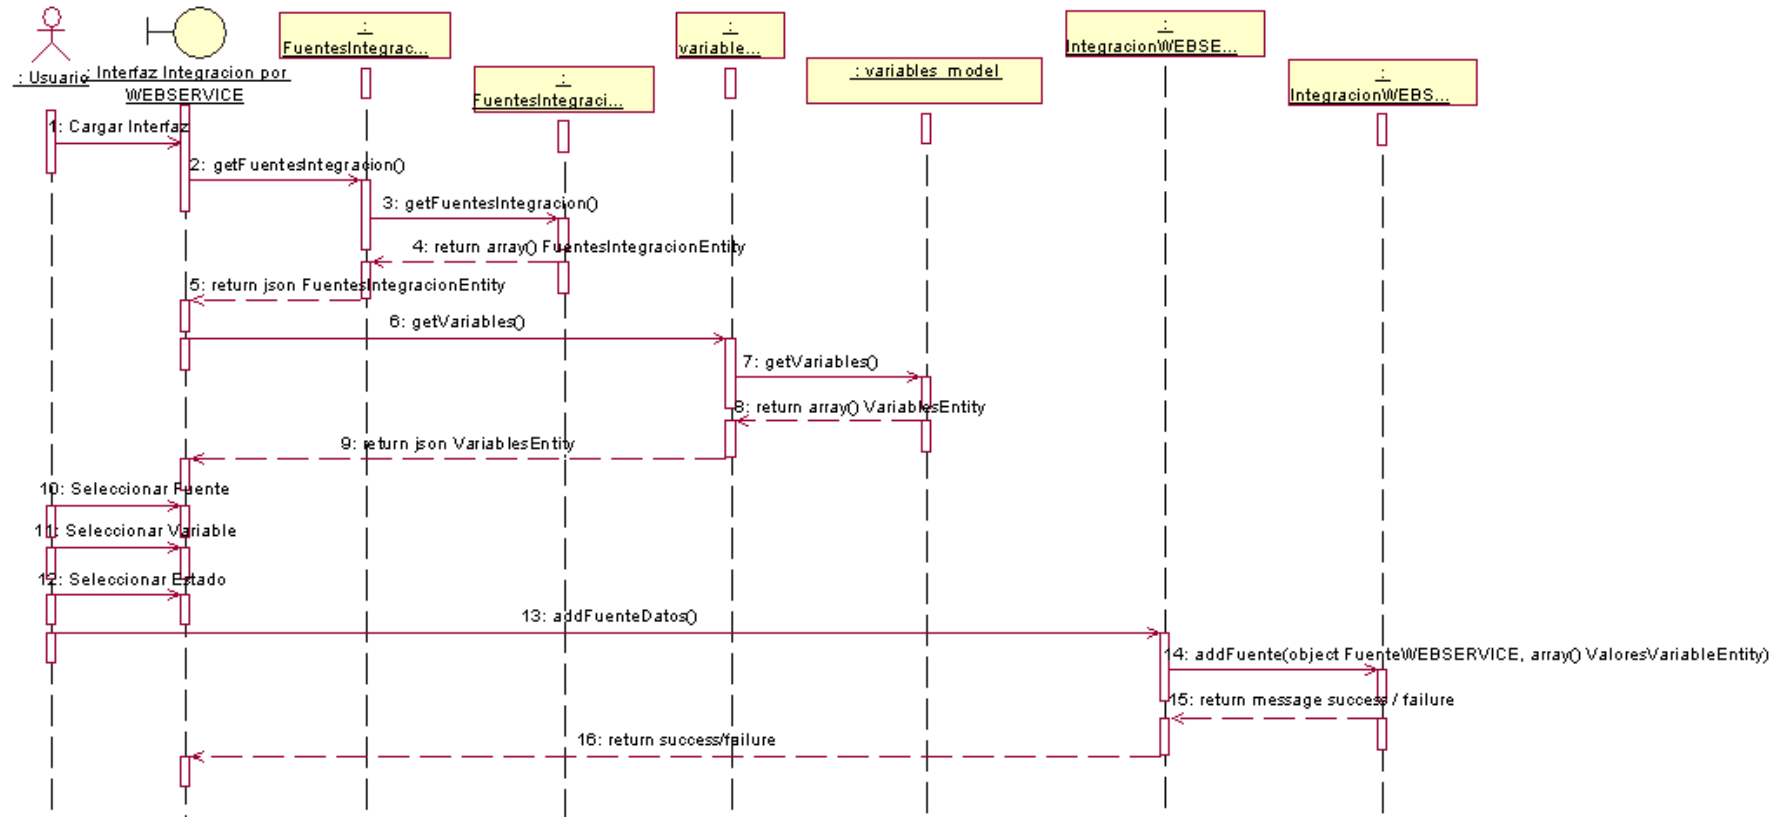 : Usuario
: Interfaz Integracion por
WEBSERVICE
:
FuentesIntegrac...
:
FuentesIntegraci...
:
variable...
: variables_model
:
IntegracionWEBSE...
:
IntegracionWEBS...
1: Cargar Interfaz
2: getFuentesIntegracion()
3: getFuentesIntegracion()
4: return array() FuentesIntegracionEntity
5: return json FuentesIntegracionEntity
6: getVariables()
7: getVariables()
8: return array() VariablesEntity
9: return json VariablesEntity
10: Seleccionar Fuente
11: Seleccionar Variable
12: Seleccionar Estado
13: addFuenteDatos()
14: addFuente(object FuenteWEBSERVICE, array() ValoresVariableEntity)
15: return message success / failure
16: return success/failure